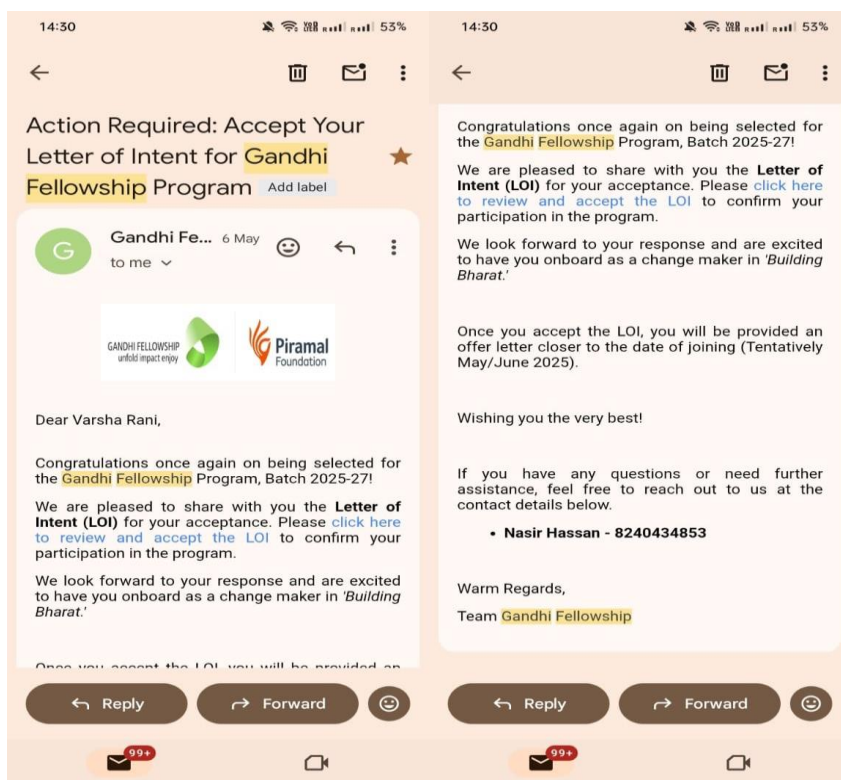 14:30
53%
Action Required: Accept Your
Letter of Intent for Gandhi
Fellowship Program Add label
G
Gandhi Fe... 6 May
to me
GANDHI FELLOWSHIP
unfold impact enjoy
Piramal
Foundation
Dear Varsha Rani,
Congratulations once again on being selected for
the Gandhi Fellowship Program, Batch 2025-27!
We are pleased to share with you the Letter of
Intent (LOI) for your acceptance. Please click here
to review and accept the LOI to confirm your
participation in the program.
We look forward to your response and are excited
to have you onboard as a change maker in 'Building
Bharat.'
Once you accept the LOI, you will be provided an
Reply
Forward
99+
14:30
53%
Congratulations once again on being selected for
the Gandhi Fellowship Program, Batch 2025-27!
We are pleased to share with you the Letter of
Intent (LOI) for your acceptance. Please click here
to review and accept the LOI to confirm your
participation in the program.
We look forward to your response and are excited
to have you onboard as a change maker in 'Building
Bharat.'
Once you accept the LOI, you will be provided an
offer letter closer to the date of joining (Tentatively
May/June 2025).
Wishing you the very best!
If you have any questions or need further
assistance, feel free to reach out to us at the
contact details below.
• Nasir Hassan - 8240434853
Warm Regards,
Team Gandhi Fellowship
Reply
Forward
99+